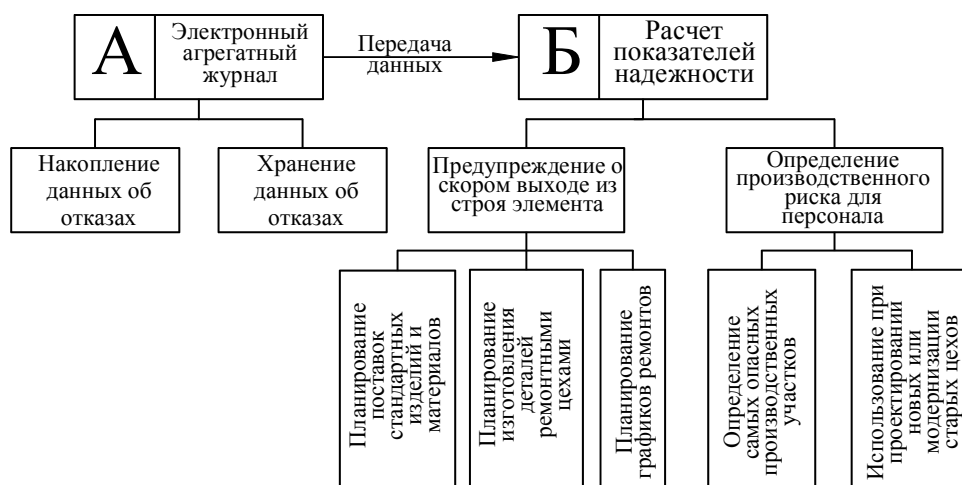 А
Электронный
агрегатный
журнал
Передача
данных
Б
Расчет
показателей
надежности
Накопление
данных об
отказах
Хранение
данных об
отказах
Предупреждение о
скором выходе из
строя элемента
Определение
производственного
риска для
персонала
Планирование
поставок
стандартных
изделий и
материалов
Планирование
изготовления
деталей
ремонтными
цехами
Планирование
графиков ремонтов
Определение
самых опасных
производственных
участков
Использование при
проектирований
новых или
модернизации
старых цехов